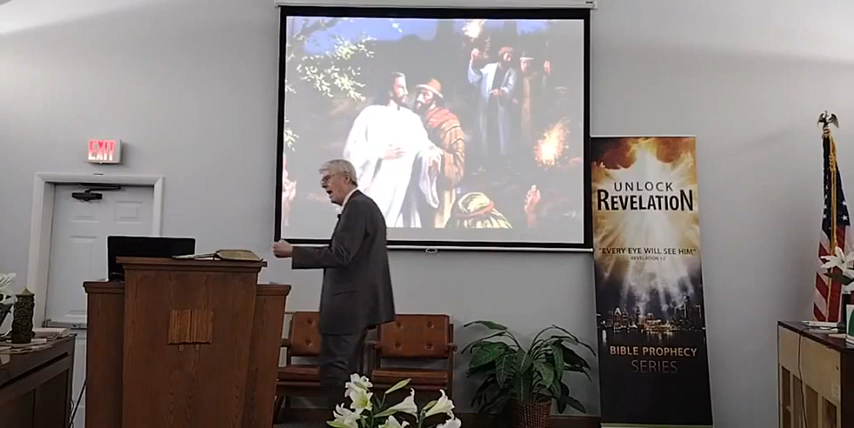 EXIT
UNLOCK
REVELATION
"EVERY EYE WILL SEE HIM"
REVELATION 1:7
BIBLE PROPHECY
SERIES